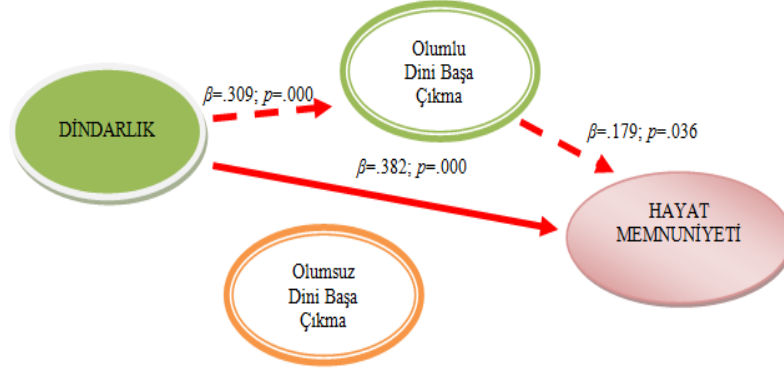 Olumlu
Dini Başa
Çıkma
β=.309; p=.000
DİNDARLIK
β=.179; p=.036
β=.382; p=.000
HAYAT
MEMNUNİYETİ
Olumsuz
Dini Başa
Çıkma